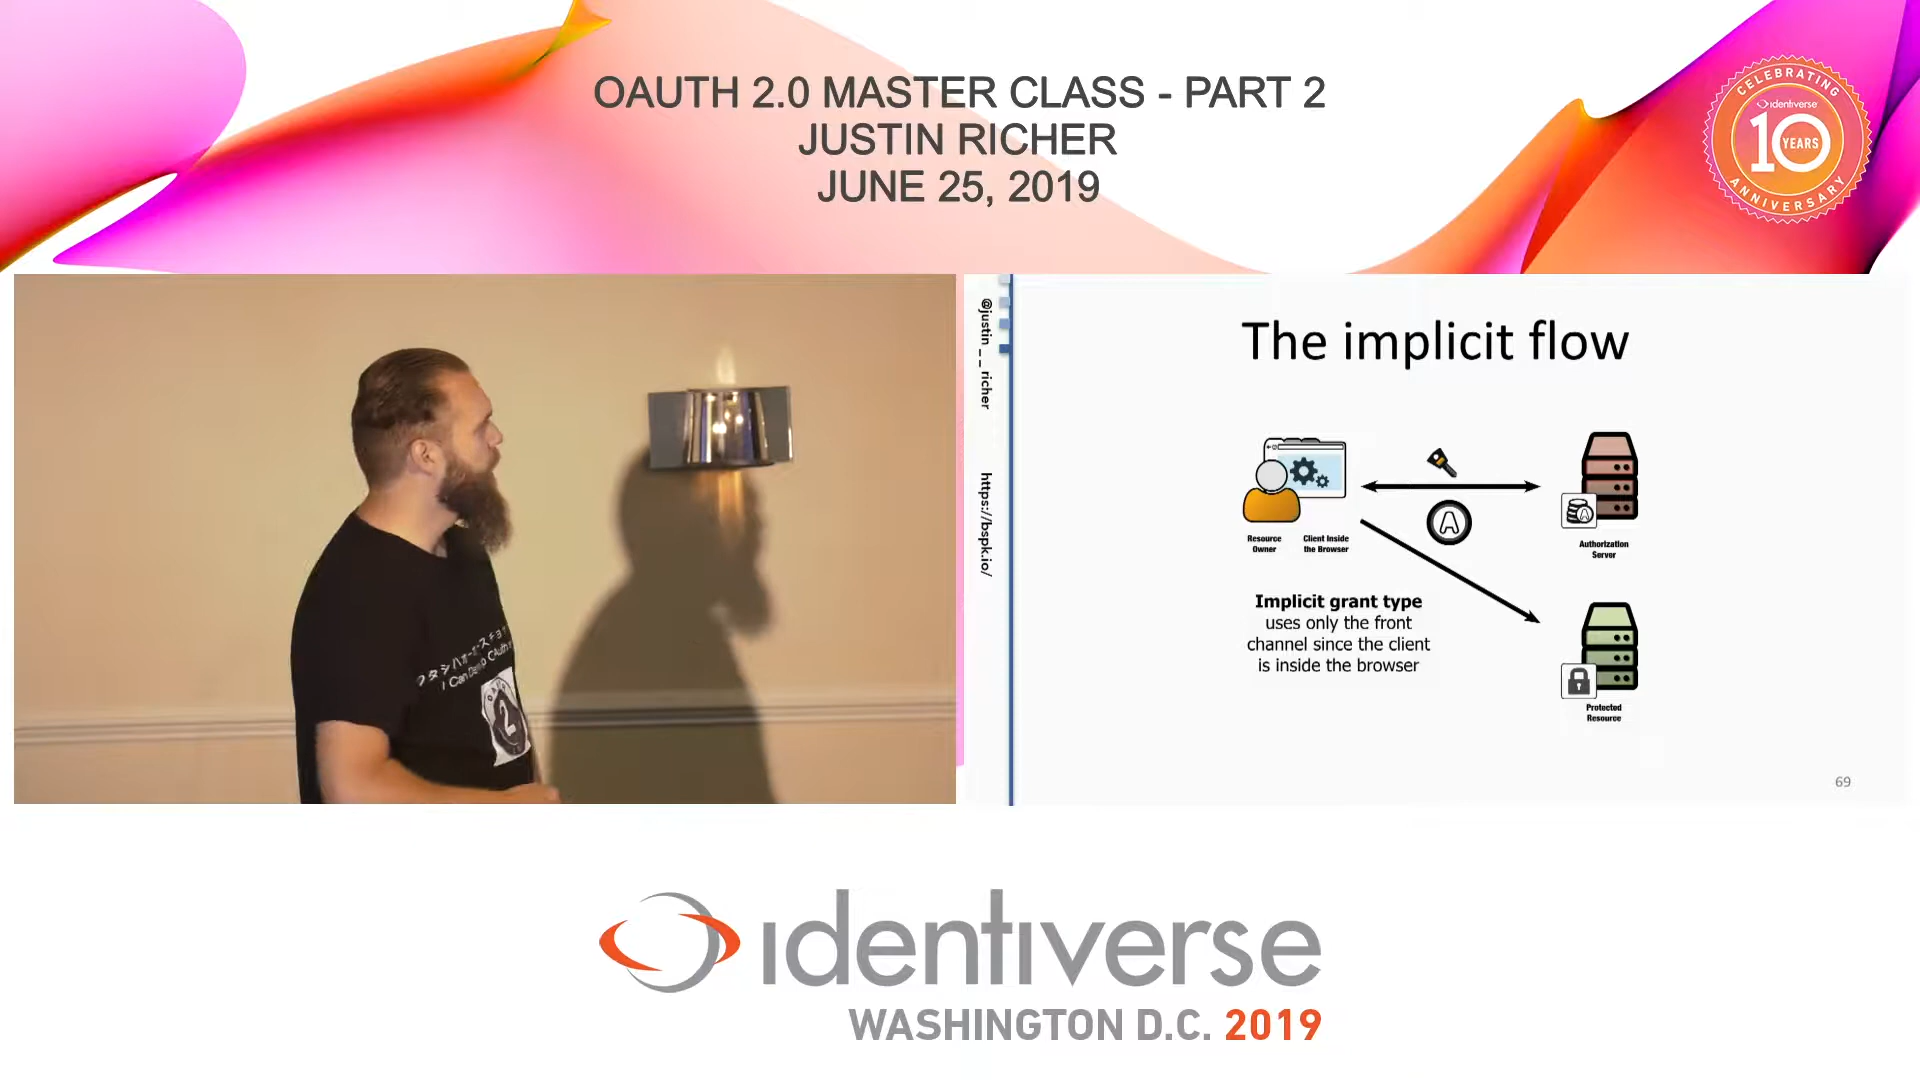 OAUTH 2.0 MASTER CLASS - PART 2
JUSTIN RICHER
JUNE 25, 2019
CELEBRATING
identiverse
10 YEARS
ANNIVERSARY
@justin__richer
https://bspk.io/
The implicit flow
A
A
Resource
Owner
Client Inside
the Browser
Authorization
Server
Implicit grant type
uses only the front
channel since the client
is inside the browser
Protected
Resource
69
I Can
2
identiverse
WASHINGTON D.C. 2019